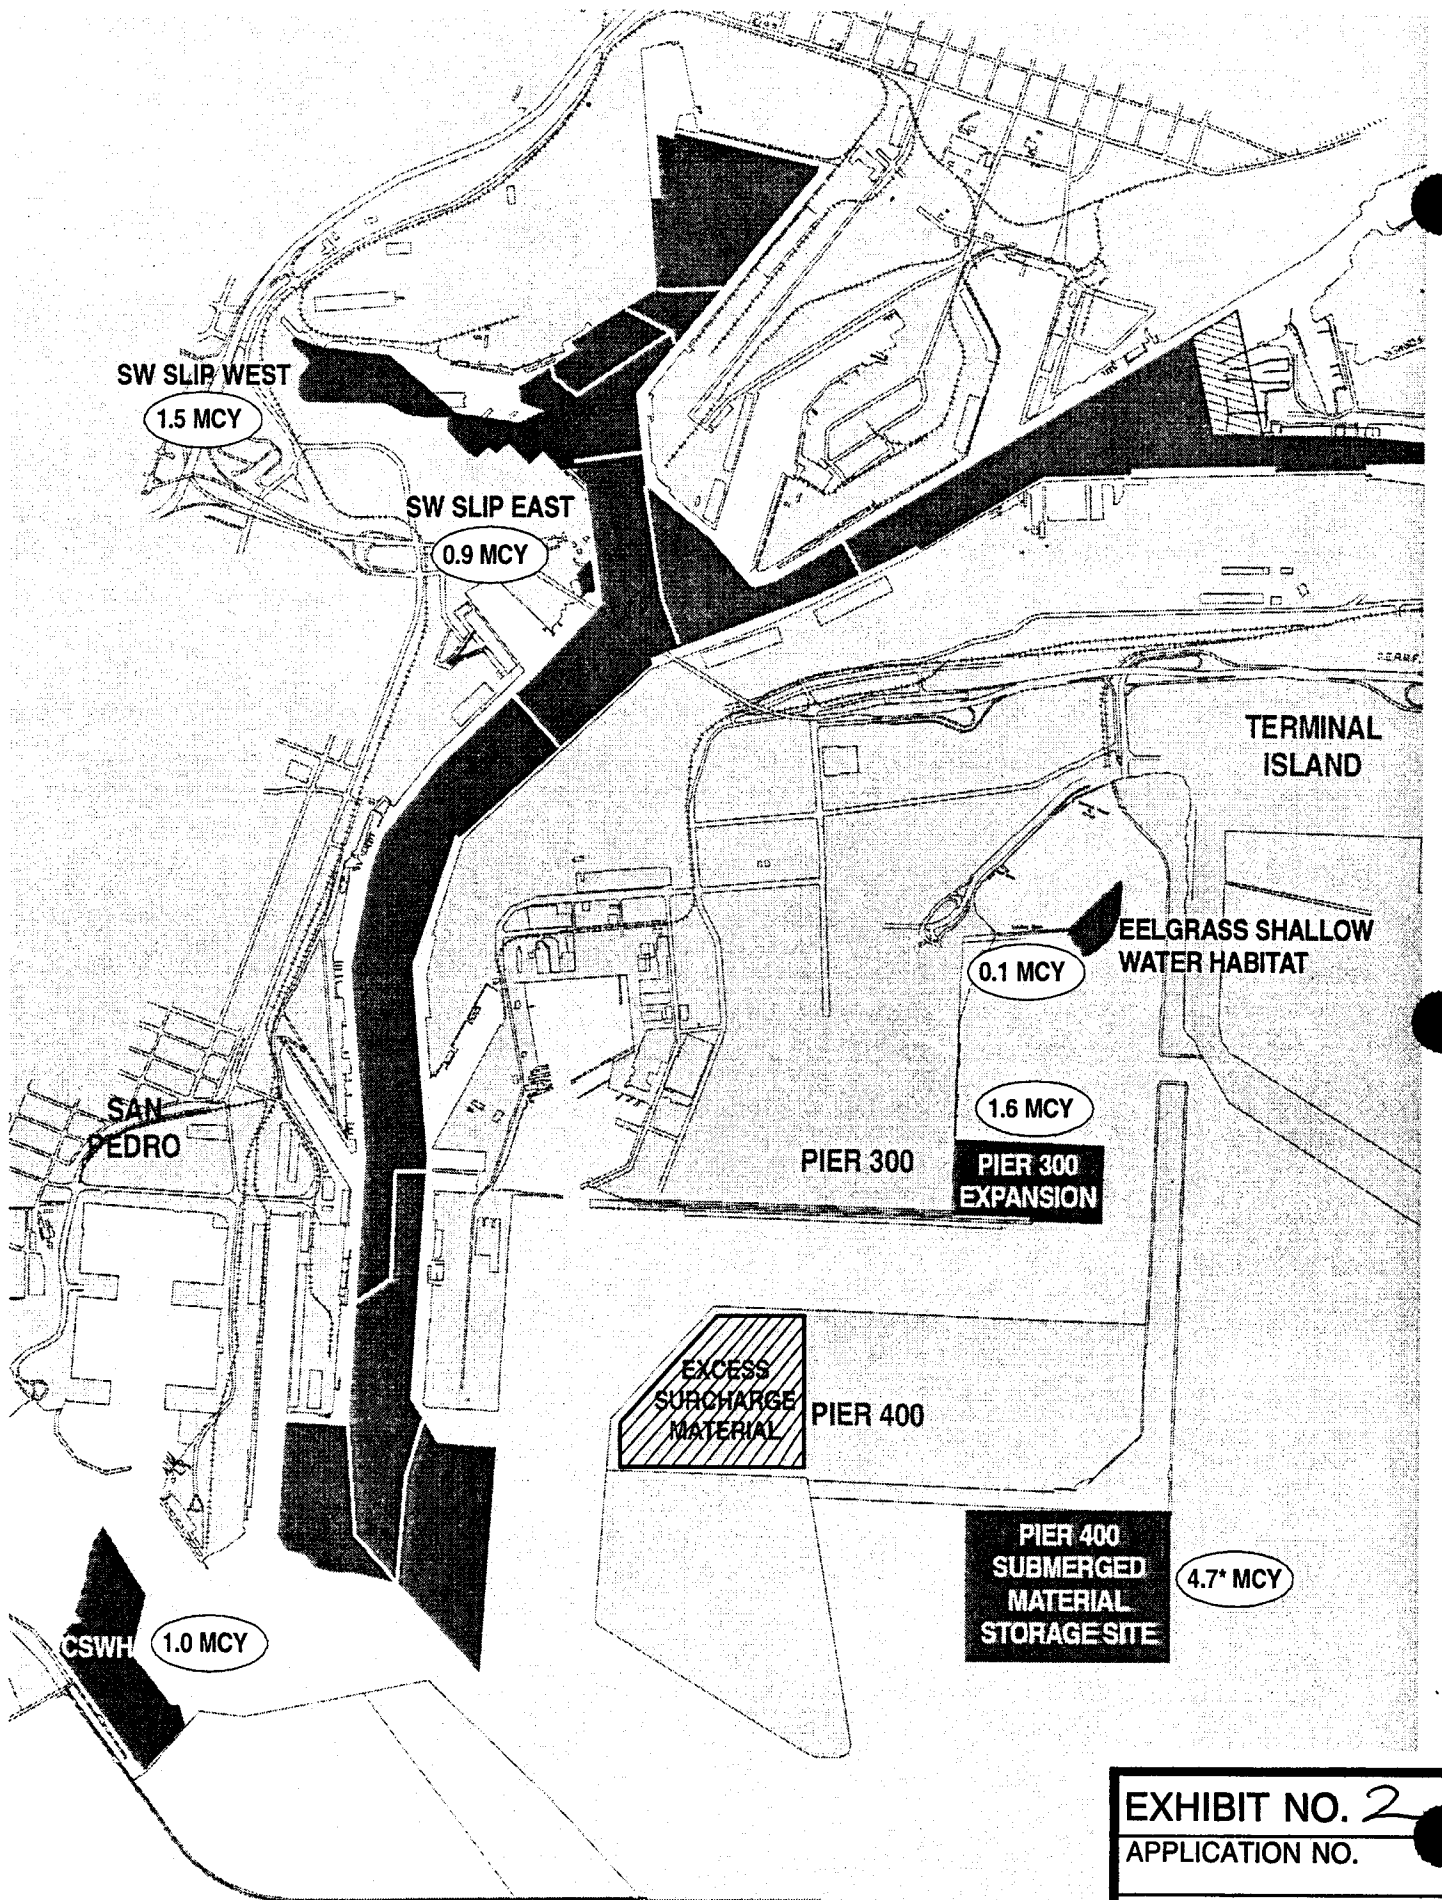 SW SLIP WEST
1.5 MCY
SW SLIP EAST
0.9 MCY
TERMINAL
ISLAND
EELGRASS SHALLOW
WATER HABITAT
0.1 MCY
1.6 MCY
SAN
PEDRO
PIER 300
PIER 300
EXPANSION
EXCESS
SURCHARGE
MATERIAL
PIER 400
PIER 400
SUBMERGED
MATERIAL
STORAGE SITE
4.7* MCY
CSWH
1.0 MCY
EXHIBIT NO. 2
APPLICATION NO.